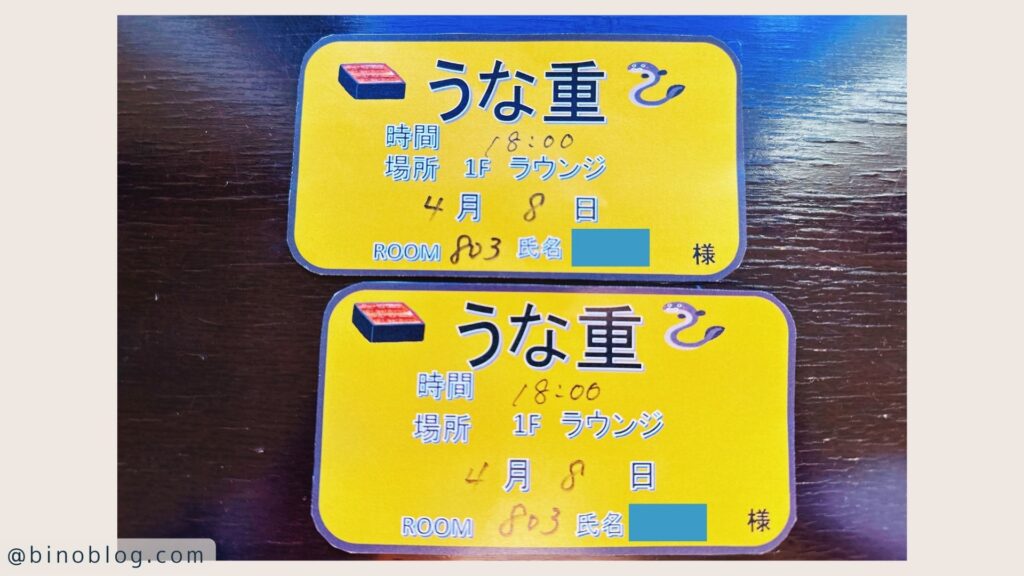 うな重
時間 18:00
場所 1F ラウンジ
4月 8日
ROOM 803 氏名 様
うな重
時間 18:00
場所 1F ラウンジ
4月 8日
ROOM 803 氏名 様
@binoblog.com